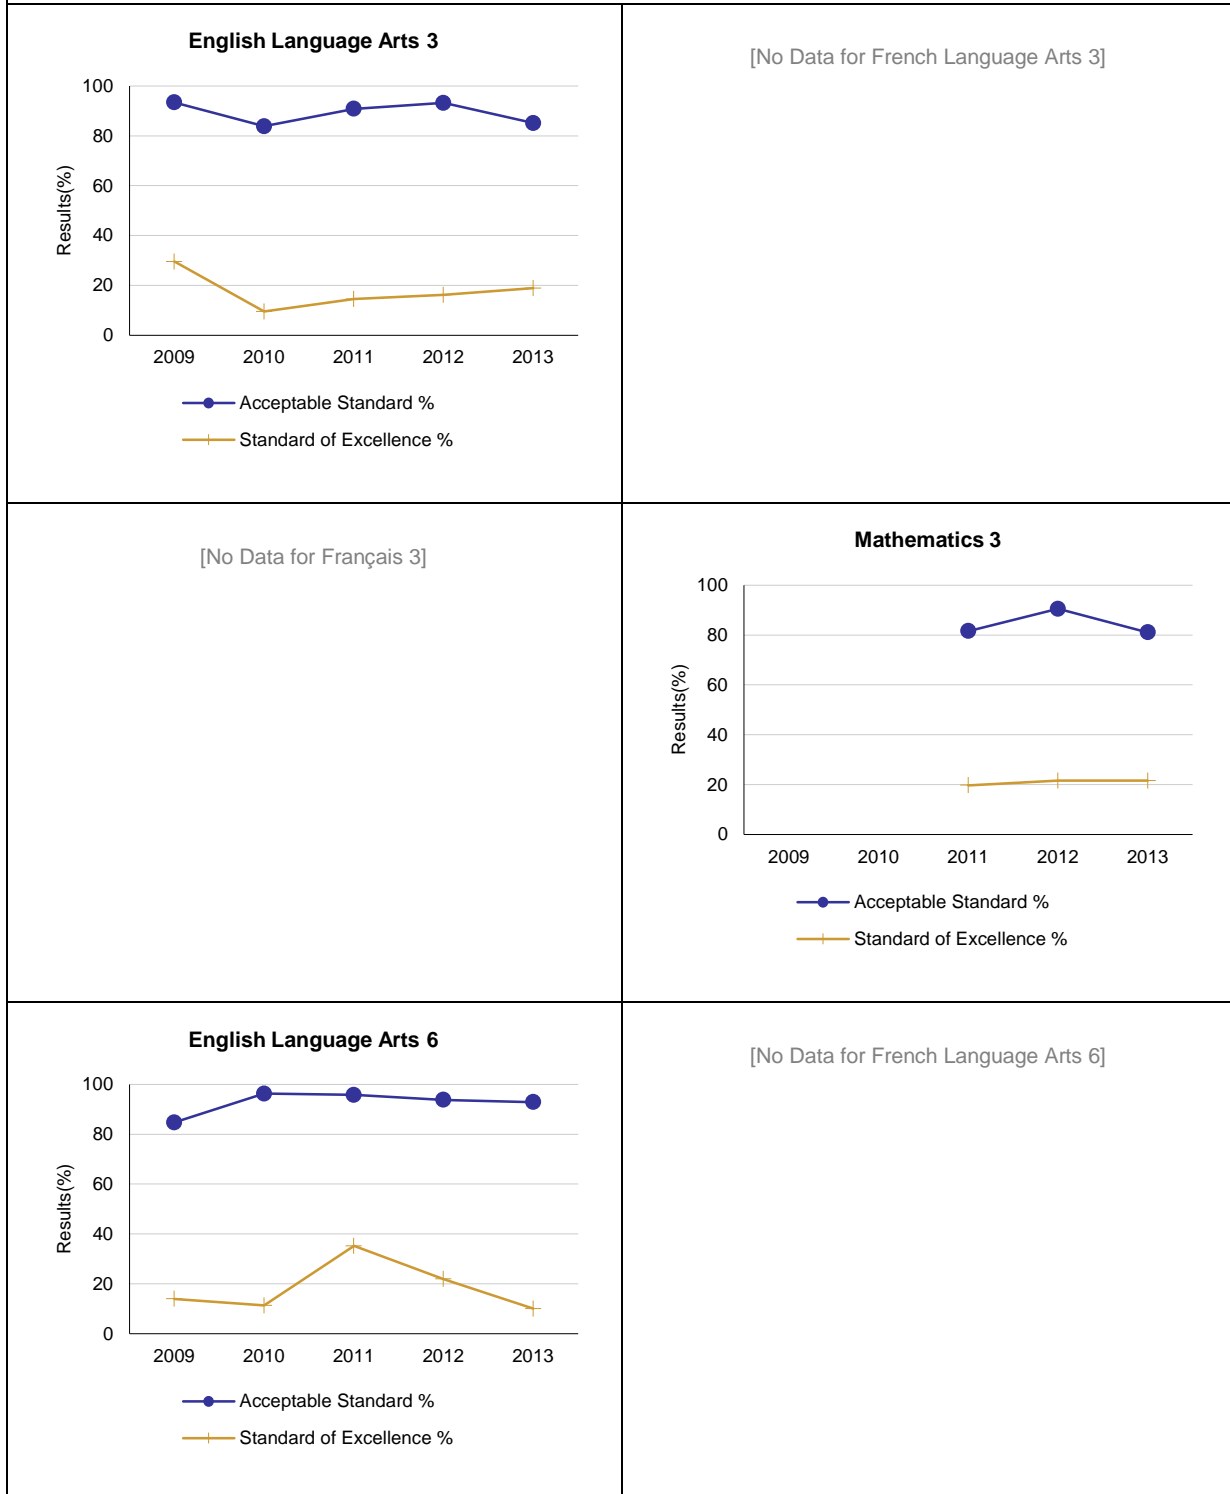 English Language Arts 3
100
80
60
40
20
0
Results(%)
2009 2010 2011 2012 2013
Acceptable Standard %
Standard of Excellence %
[No Data for French Language Arts 3]
[No Data for Français 3]
Mathematics 3
100
80
60
40
20
0
Results(%)
2009 2010 2011 2012 2013
Acceptable Standard %
Standard of Excellence %
English Language Arts 6
100
80
60
40
20
0
Results(%)
2009 2010 2011 2012 2013
Acceptable Standard %
Standard of Excellence %
[No Data for French Language Arts 6]